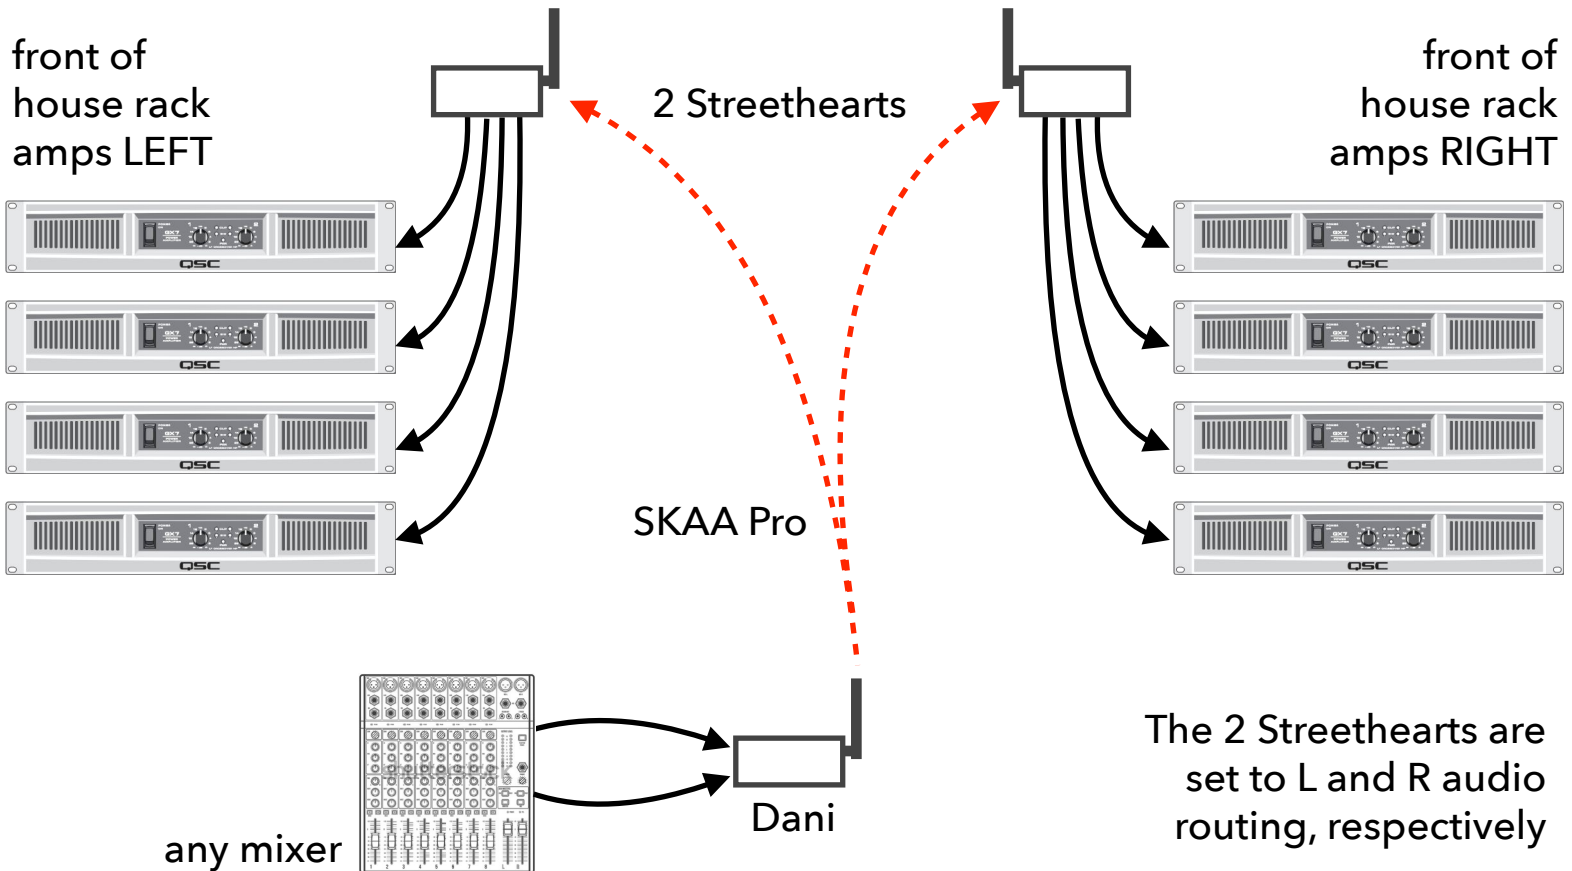 front of
house rack
amps LEFT
2 Streethearts
front of
house rack
amps RIGHT
QSC
QSC
QSC
QSC
QSC
QSC
QSC
QSC
SKAA Pro
Dani
any mixer
The 2 Streethearts are
set to L and R audio
routing, respectively